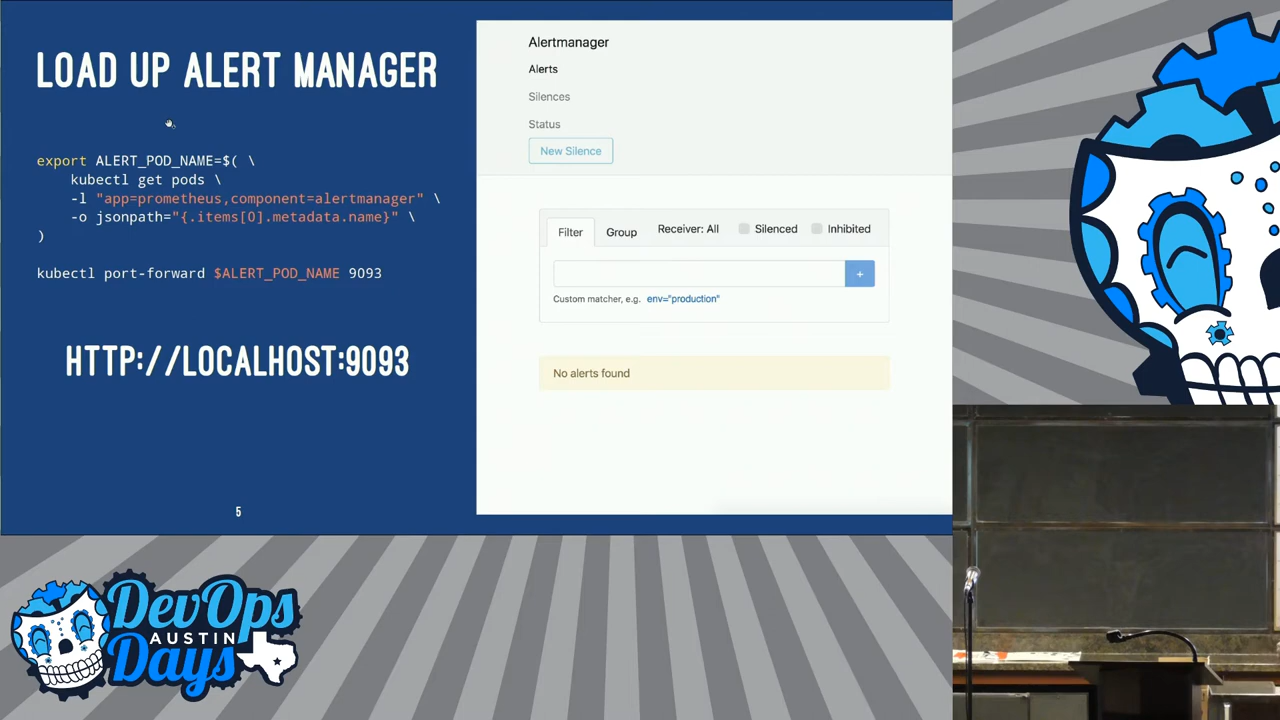 LOAD UP ALERT MANAGER
export ALERT_POD_NAME=$( \
kubectl get pods \
-l "app=prometheus,component=alertmanager" \
-o jsonpath="{.items[0].metadata.name}" \
)
kubectl port-forward $ALERT_POD_NAME 9093
HTTP://LOCALHOST:9093
5
Alertmanager
Alerts
Silences
Status
New Silence
Filter Group Receiver: All Silenced Inhibited
+
Custom matcher, e.g. env="production"
No alerts found
DevOps
AUSTIN
Days